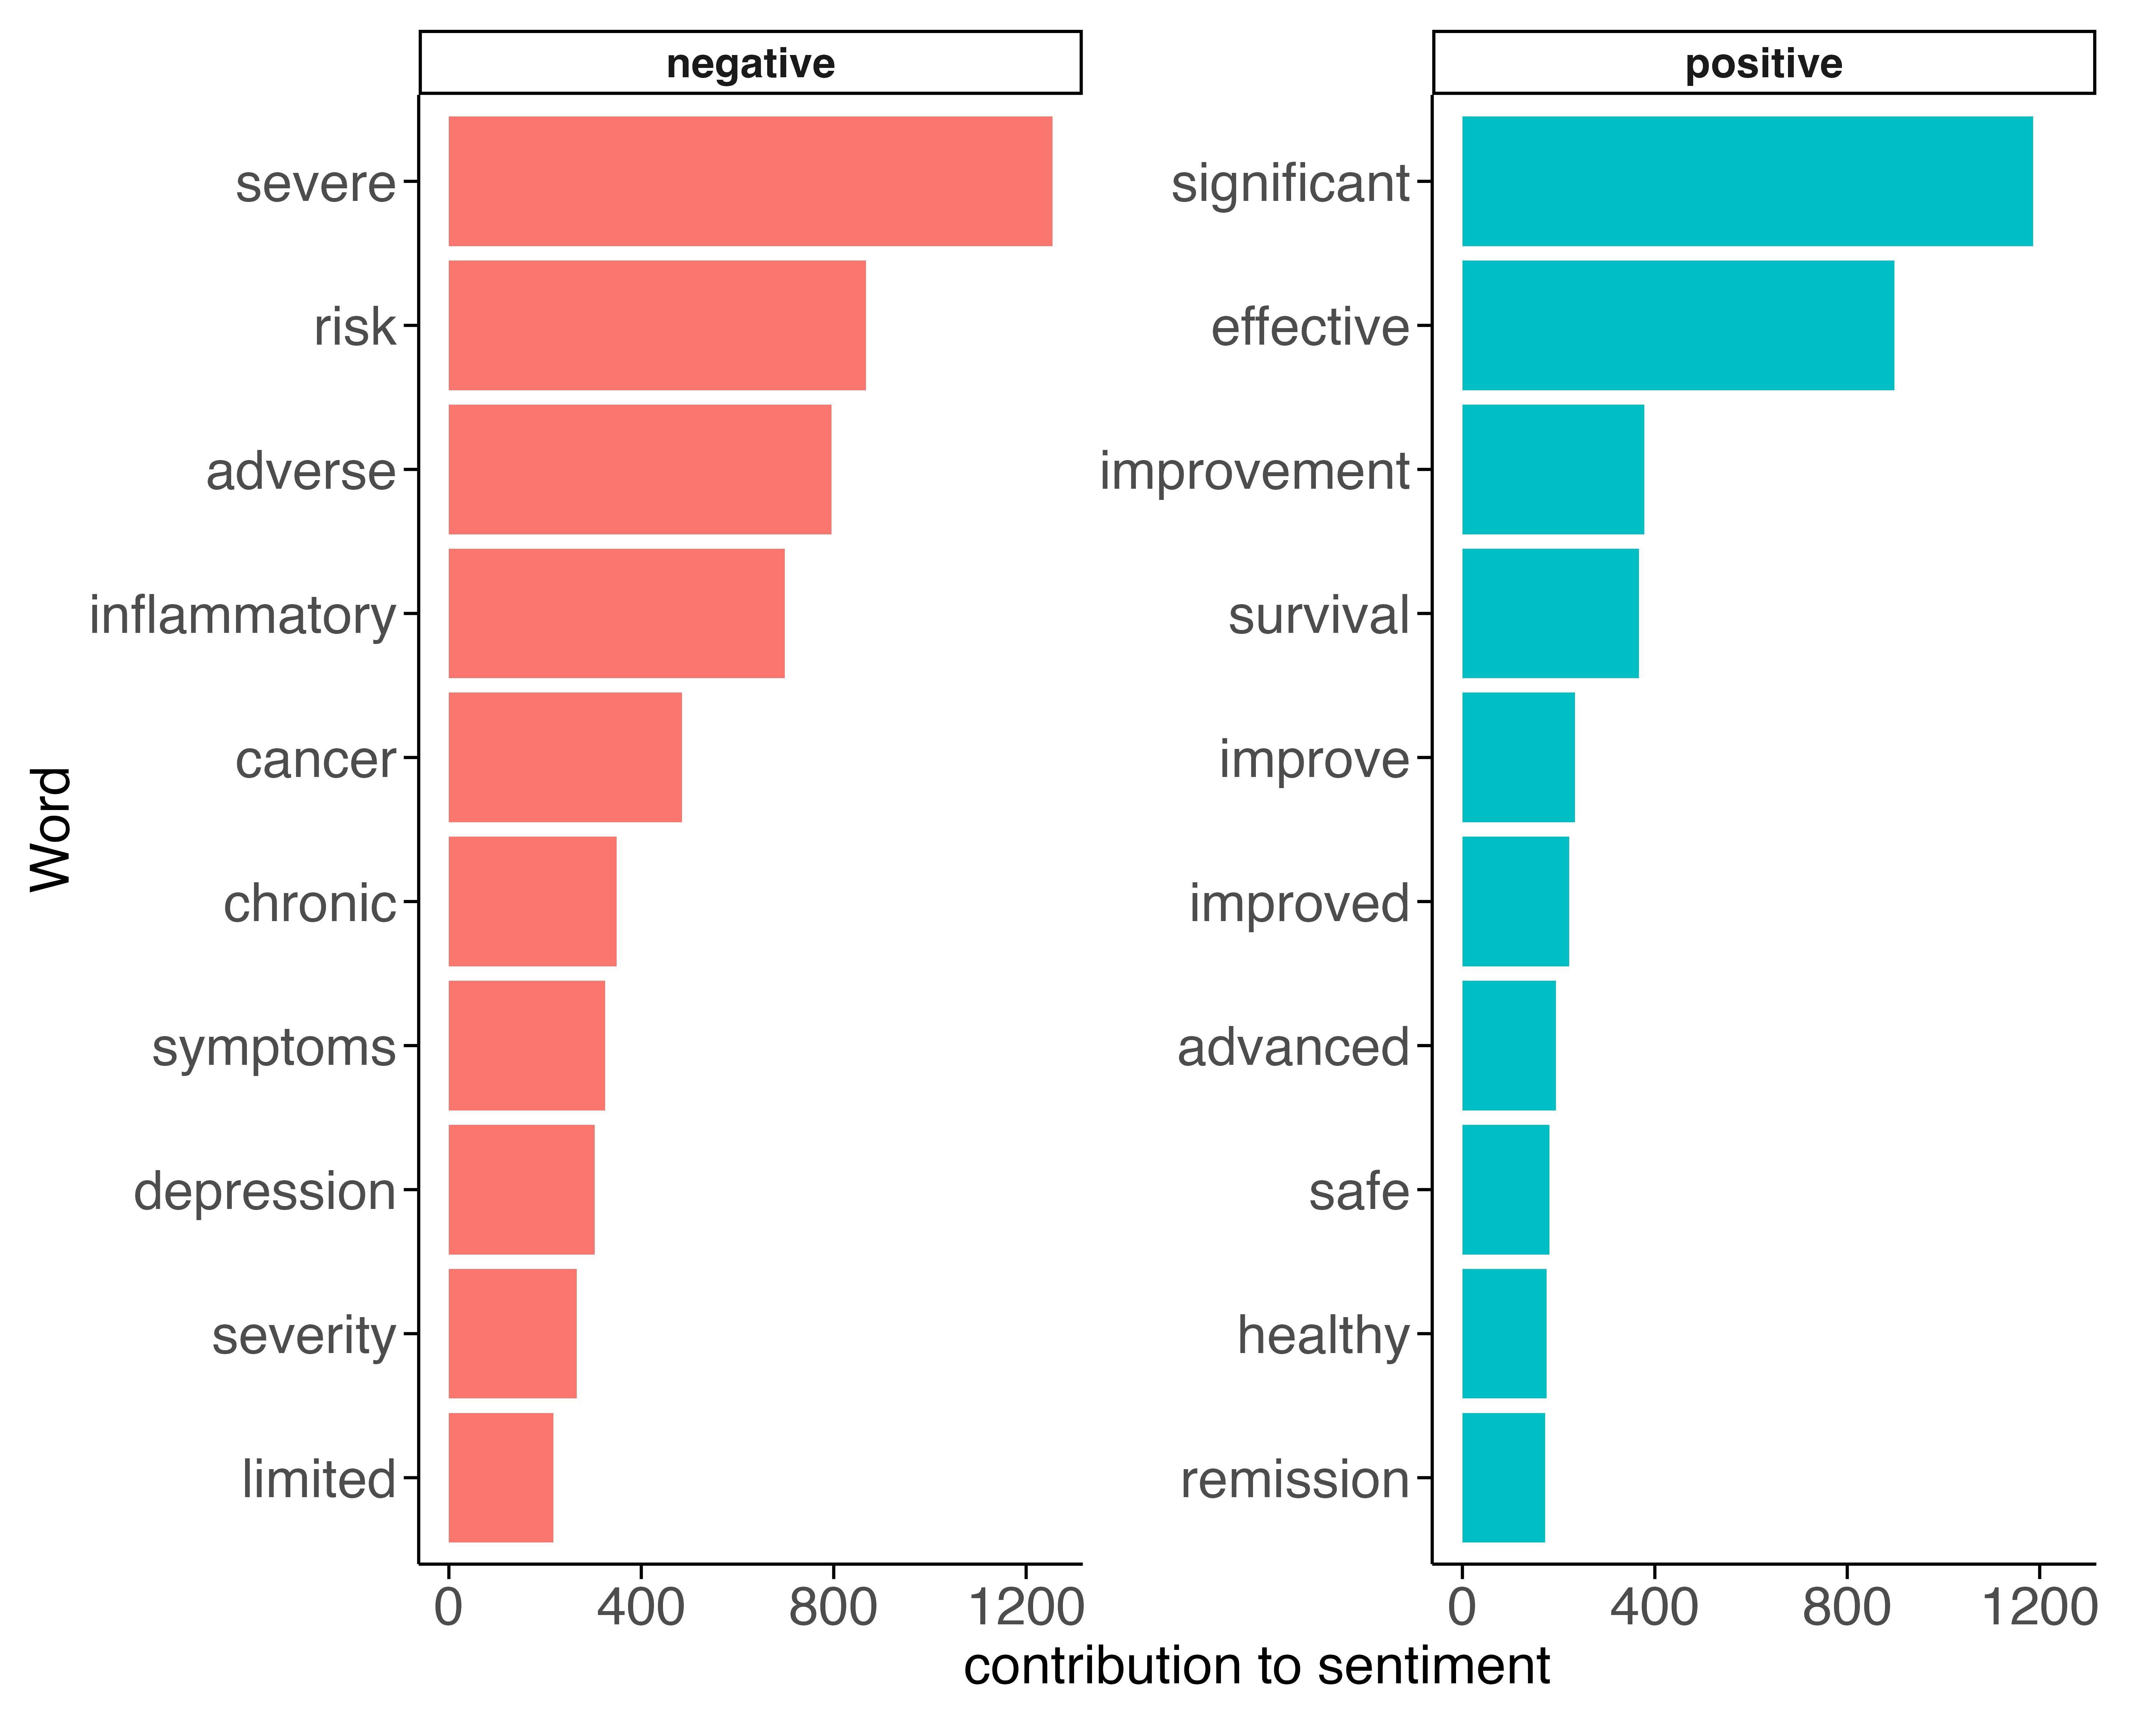 negative
positive
severe
risk
adverse
inflammatory
cancer
chronic
symptoms
depression
severity
limited
significant
effective
improvement
survival
improve
improved
advanced
safe
healthy
remission
Word
0 400 800 1200
0 400 800 1200
contribution to sentiment